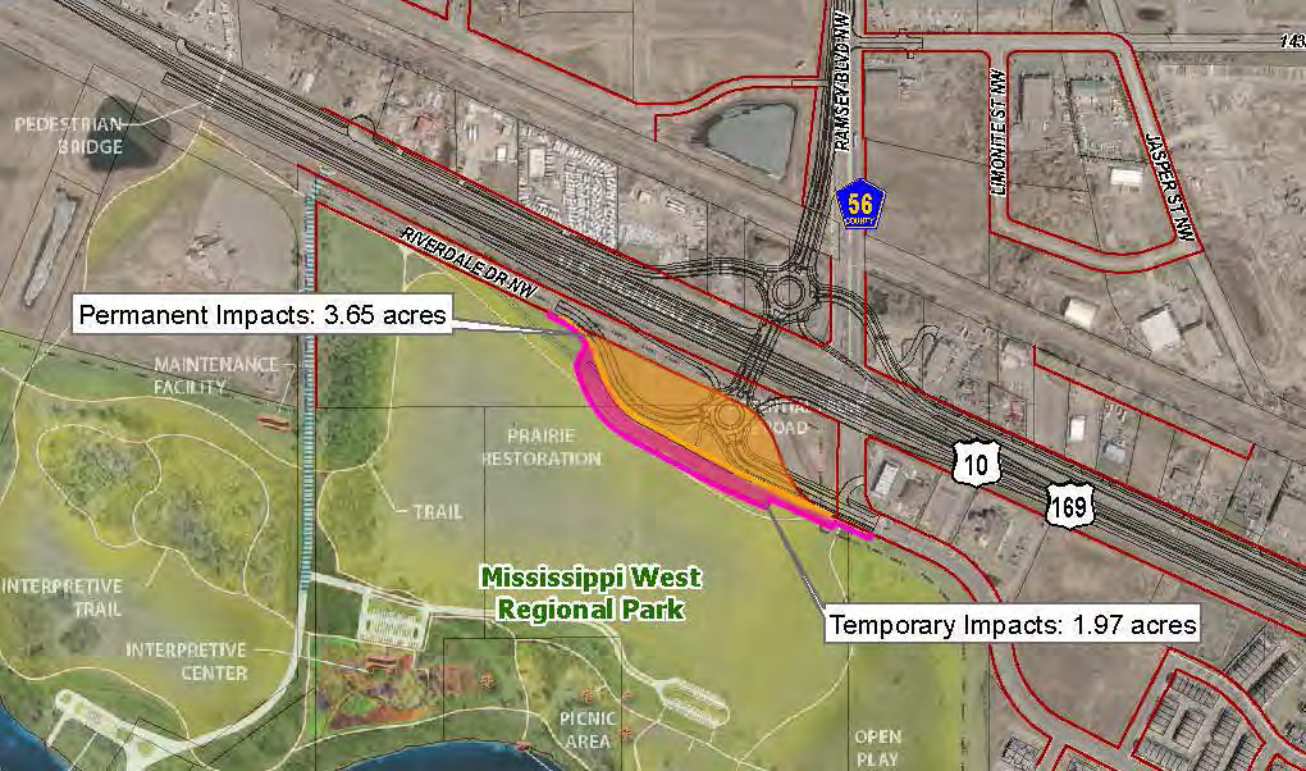 143
RAMSEY BLVD NW
LIMONITE ST NW
JASPER ST NW
PEDESTRIAN
BRIDGE
56
COUNTY
RIVERDALE DR NW
Permanent Impacts: 3.65 acres
MAINTENANCE
FACILITY
PRAIRIE
RESTORATION
10
169
TRAIL
Mississippi West
Regional Park
INTERPRETIVE
TRAIL
Temporary Impacts: 1.97 acres
INTERPRETIVE
CENTER
PICNIC
AREA
OPEN
PLAY